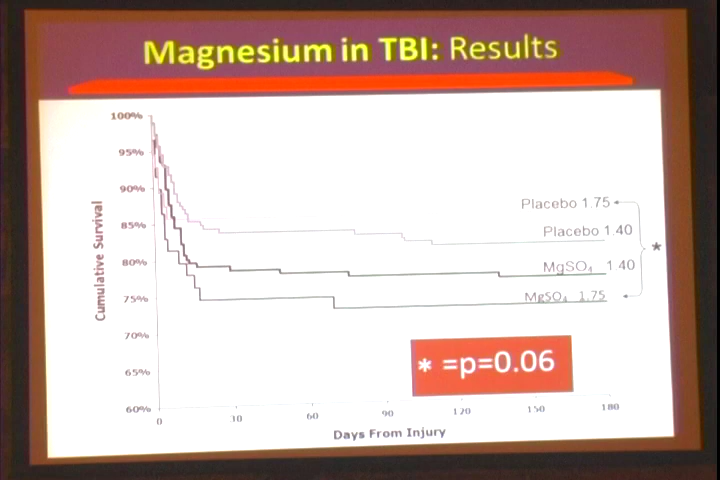 Magnesium in TBI: Results
100%
95%
90%
85%
80%
75%
70%
65%
60%
Cumulative Survival
Placebo 1.75
Placebo 1.40
MgSO₄ 1.40
MgSO₄ 1.75
*
* =p=0.06
0 30 60 90 120 150 180
Days From Injury